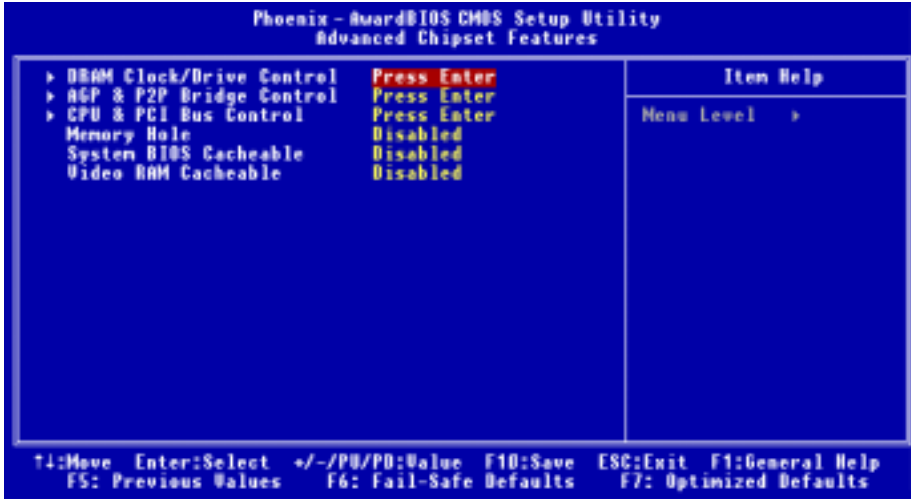 Phoenix - AwardBIOS CMOS Setup Utility
Advanced Chipset Features
▸ DRAM Clock/Drive Control Press Enter
▸ AGP & P2P Bridge Control Press Enter
▸ CPU & PCI Bus Control Press Enter
Memory Hole Disabled
System BIOS Cacheable Disabled
Video RAM Cacheable Disabled
Item Help
Menu Level ▸
↑↓:Move Enter:Select +/-/PU/PD:Value F10:Save ESC:Exit F1:General Help
F5: Previous Values F6: Fail-Safe Defaults F7: Optimized Defaults